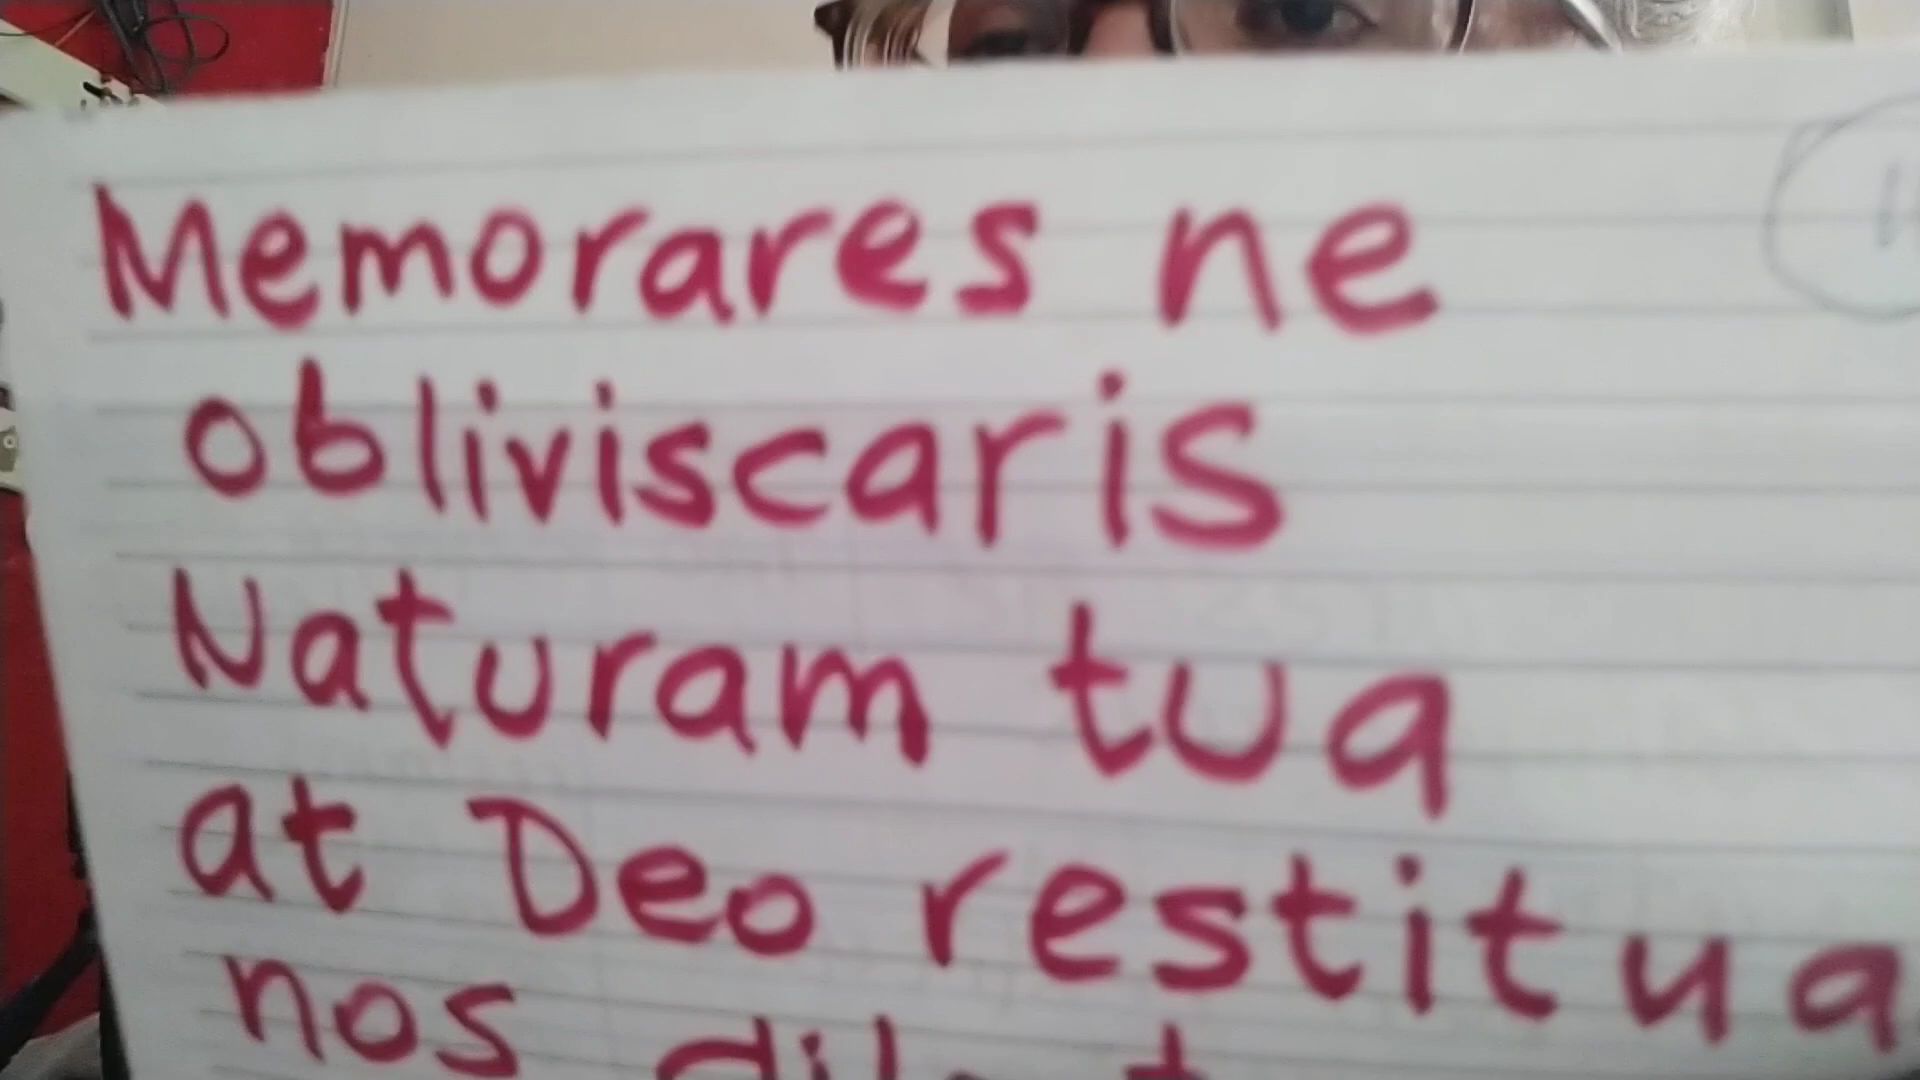 Memorares ne
obliviscaris
Naturam tua
at Deo restitua
nos